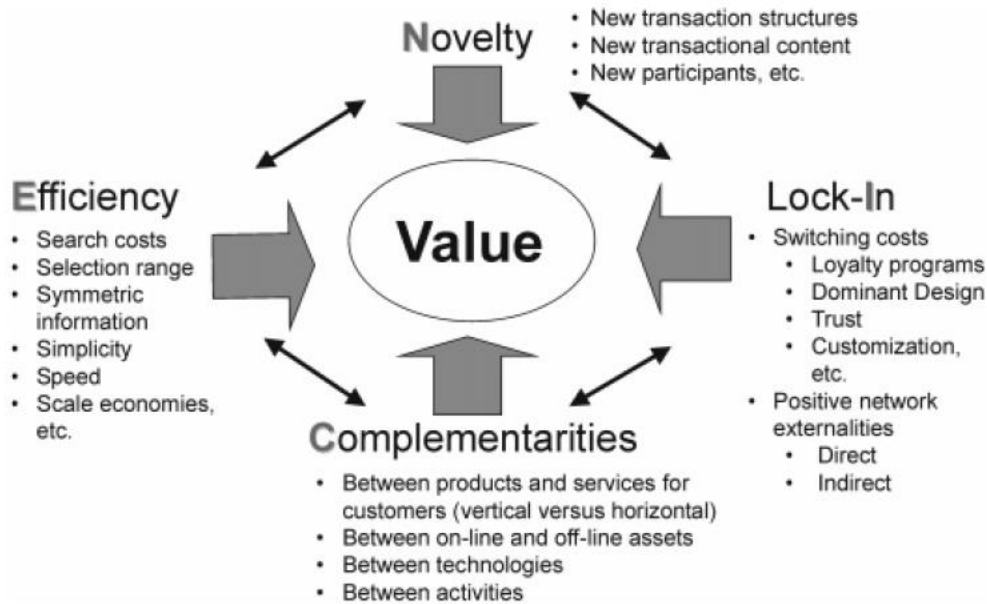 Novelty
• New transaction structures
• New transactional content
• New participants, etc.
Efficiency
• Search costs
• Selection range
• Symmetric
information
• Simplicity
• Speed
• Scale economies,
etc.
Value
Lock-In
• Switching costs
• Loyalty programs
• Dominant Design
• Trust
• Customization,
etc.
• Positive network
externalities
• Direct
• Indirect
Complementarities
• Between products and services for
customers (vertical versus horizontal)
• Between on-line and off-line assets
• Between technologies
• Between activities